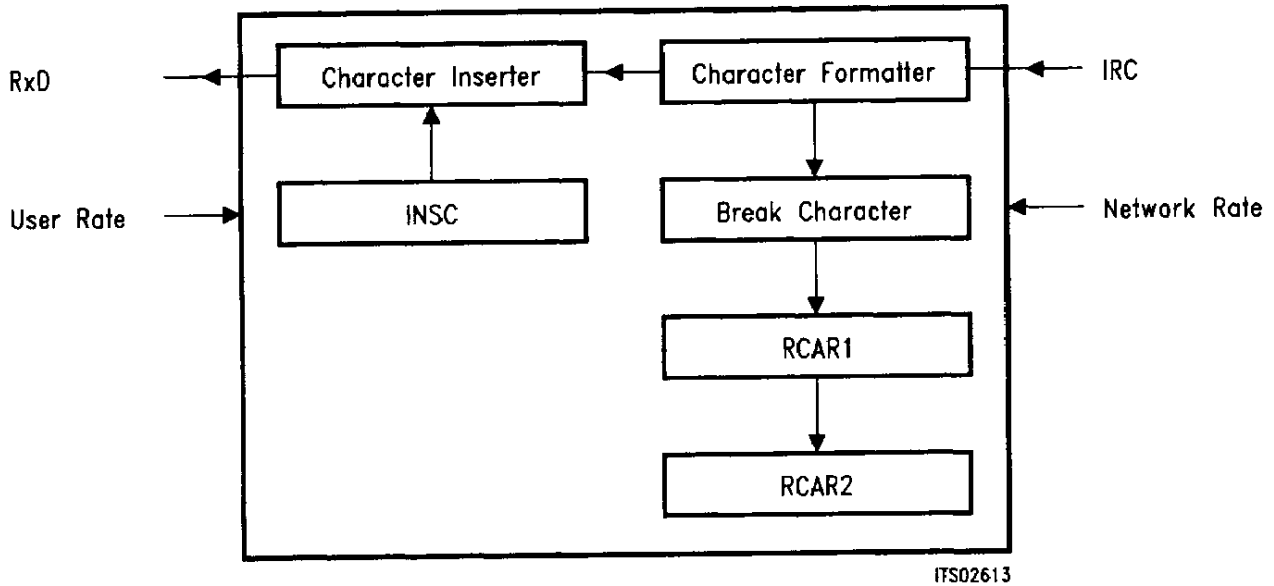 RxD
Character Inserter
Character Formatter
IRC
User Rate
INSC
Break Character
Network Rate
RCAR1
RCAR2
ITS02613